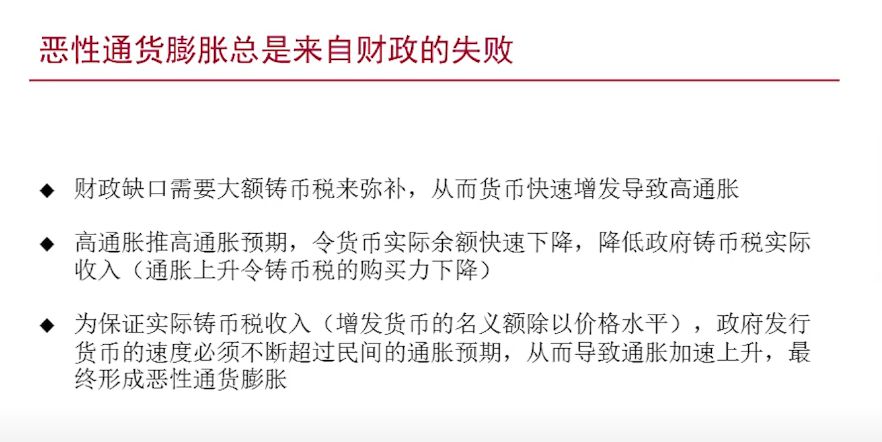 恶性通货膨胀总是来自财政的失败
◆ 财政缺口需要大额铸币税来弥补，从而货币快速增发导致高通胀
◆ 高通胀推高通胀预期，令货币实际余额快速下降，降低政府铸币税实际
收入（通胀上升令铸币税的购买力下降）
◆ 为保证实际铸币税收入（增发货币的名义额除以价格水平），政府发行
货币的速度必须不断超过民间的通胀预期，从而导致通胀加速上升，最
终形成恶性通货膨胀